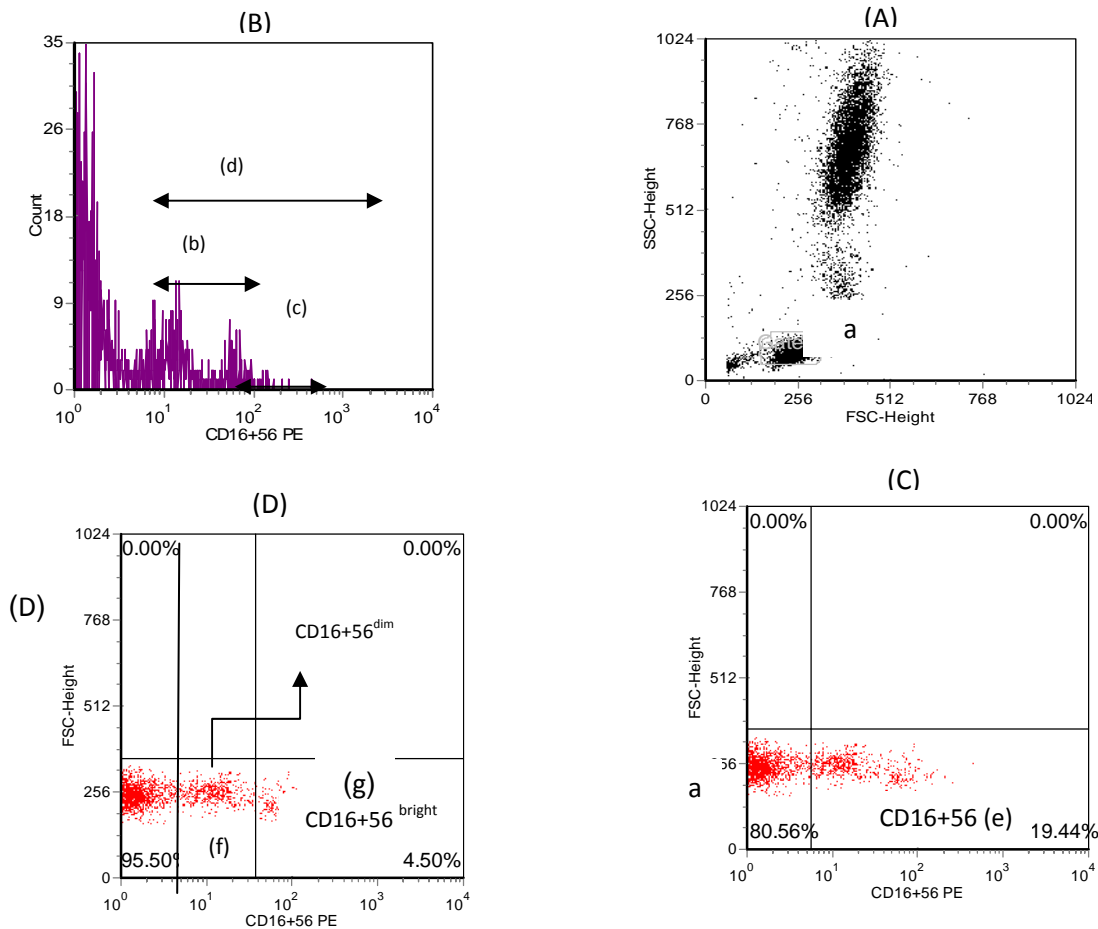 (B)
35
26
18
9
0
Count
(d)
(b)
(c)
10^0
10^1
10^2
10^3
10^4
CD16+56 PE
(A)
1024
768
512
256
0
SSC-Height
a
0
256
512
768
1024
FSC-Height
(D)
(D)
1024
768
512
256
0
FSC-Height
0.00%
0.00%
CD16+56^dim
(g)
CD16+56 ^bright
(f)
95.50%
4.50%
10^0
10^1
10^2
10^3
10^4
CD16+56 PE
(C)
1024
768
512
0
FSC-Height
0.00%
0.00%
a
CD16+56 (e)
80.56%
19.44%
10^0
10^1
10^2
10^3
10^4
CD16+56 PE